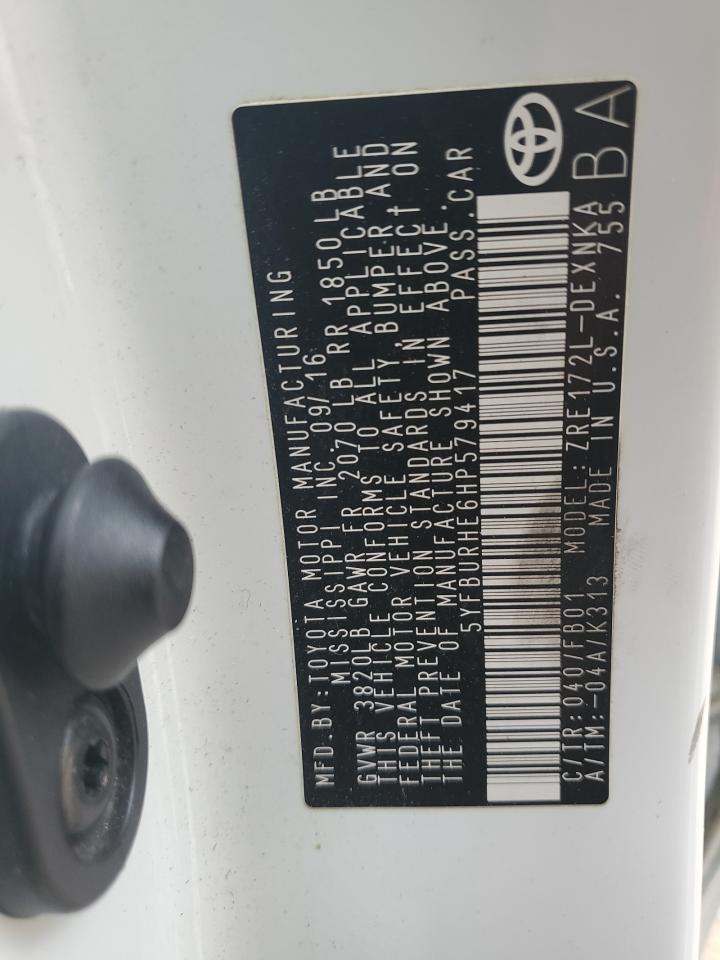 MFD.BY:TOYOTA MOTOR MANUFACTURING
MISSISSIPPI INC. 09/16
GVWR 3820LB GAWR FR 2070LB RR 1850LB
THIS VEHICLE CONFORMS TO ALL APPLICABLE
FEDERAL MOTOR VEHICLE SAFETY, BUMPER AND
THEFT PREVENTION STANDARDS IN EFFECT ON
THE DATE OF MANUFACTURE SHOWN ABOVE.
5YFBURHE6HP579417 PASS.CAR
C/TR:040/FB01 MODEL:ZRE172L-DEXNKA
A/TM:-04A/K313 MADE IN U.S.A. 755 BA